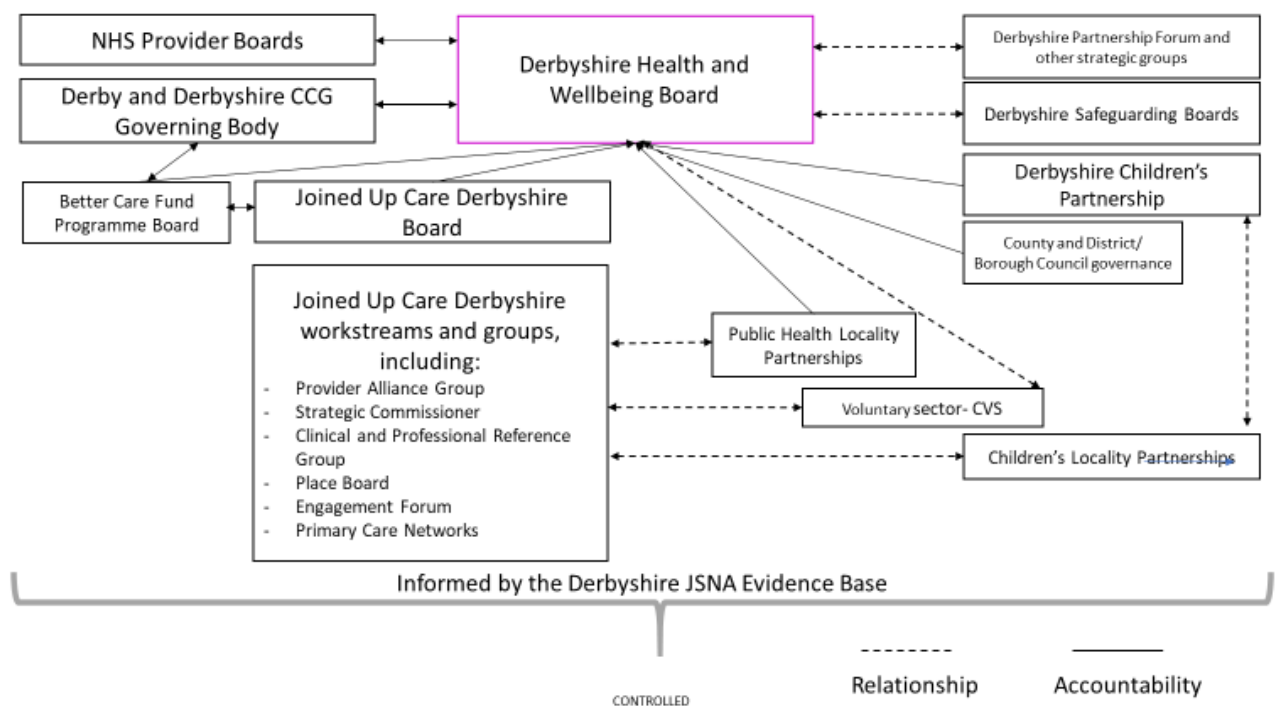 NHS Provider Boards
Derby and Derbyshire CCG
Governing Body
Derbyshire Health and
Wellbeing Board
Derbyshire Partnership Forum and
other strategic groups
Derbyshire Safeguarding Boards
Derbyshire Children's
Partnership
County and District/
Borough Council governance
Better Care Fund
Programme Board
Joined Up Care Derbyshire
Board
Joined Up Care Derbyshire
workstreams and groups,
including:
- Provider Alliance Group
- Strategic Commissioner
- Clinical and Professional Reference
Group
- Place Board
- Engagement Forum
- Primary Care Networks
Public Health Locality
Partnerships
Voluntary sector- CVS
Children's Locality Partnerships
Informed by the Derbyshire JSNA Evidence Base
Relationship
Accountability
CONTROLLED